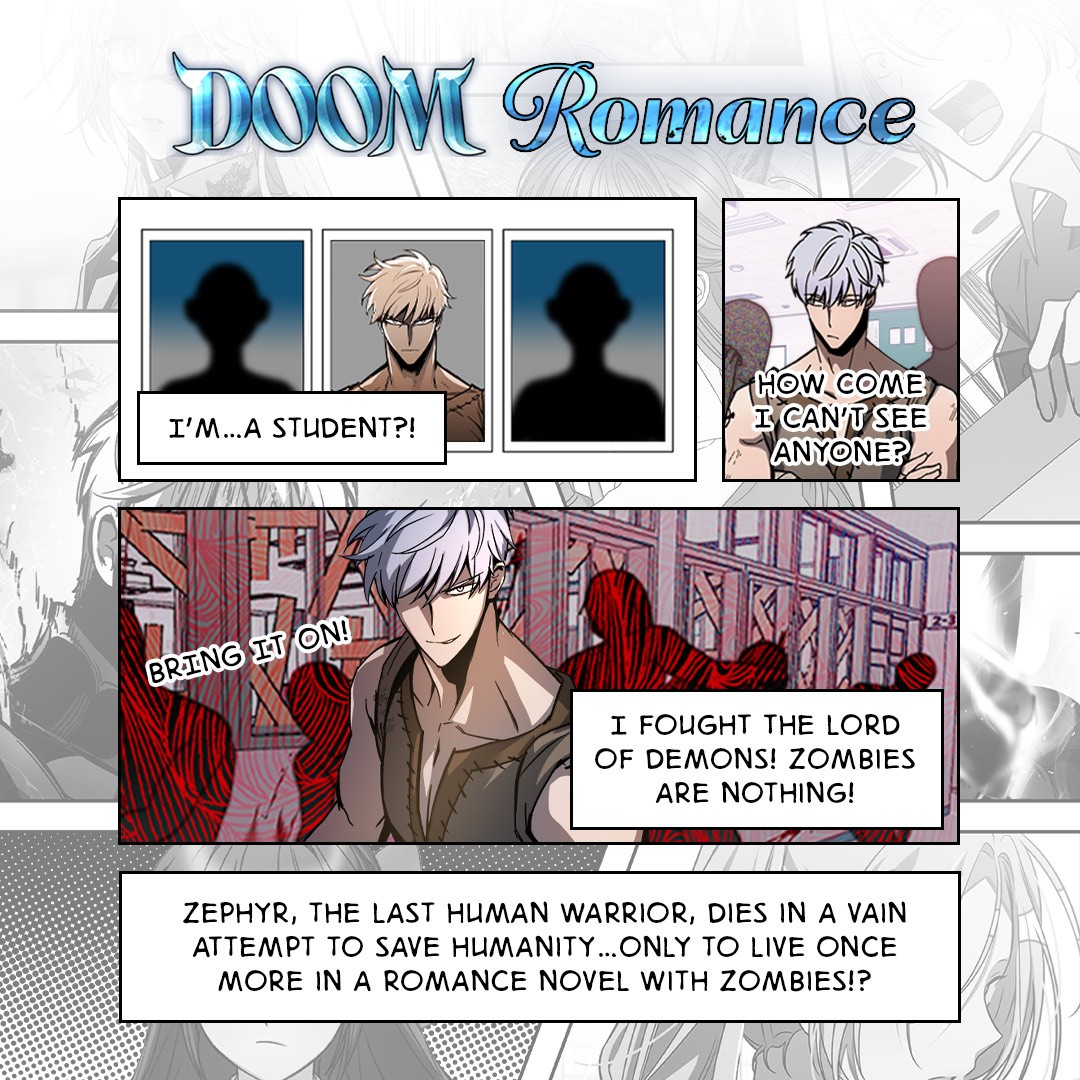 DOOM Romance
I'M...A STUDENT?!
HOW COME
I CAN'T SEE
ANYONE?
BRING IT ON!
2-3
I FOUGHT THE LORD
OF DEMONS! ZOMBIES
ARE NOTHING!
ZEPHYR, THE LAST HUMAN WARRIOR, DIES IN A VAIN
ATTEMPT TO SAVE HUMANITY...ONLY TO LIVE ONCE
MORE IN A ROMANCE NOVEL WITH ZOMBIES!?